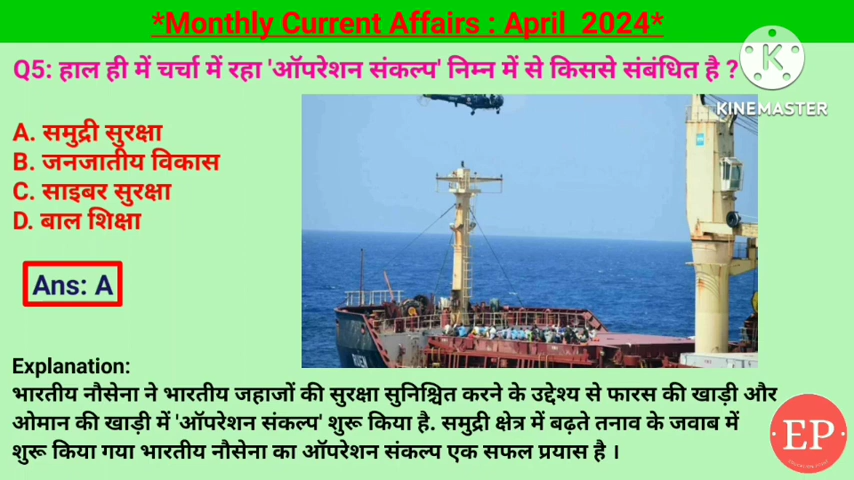 *Monthly Current Affairs : April 2024*
Q5: हाल ही में चर्चा में रहा 'ऑपरेशन संकल्प' निम्न में से किससे संबंधित है ?
K
KINEMASTER
A. समुद्री सुरक्षा
B. जनजातीय विकास
C. साइबर सुरक्षा
D. बाल शिक्षा
Ans: A
RUEN
Explanation:
भारतीय नौसेना ने भारतीय जहाजों की सुरक्षा सुनिश्चित करने के उद्देश्य से फारस की खाड़ी और
ओमान की खाड़ी में 'ऑपरेशन संकल्प' शुरू किया है. समुद्री क्षेत्र में बढ़ते तनाव के जवाब में
शुरू किया गया भारतीय नौसेना का ऑपरेशन संकल्प एक सफल प्रयास है ।
EP